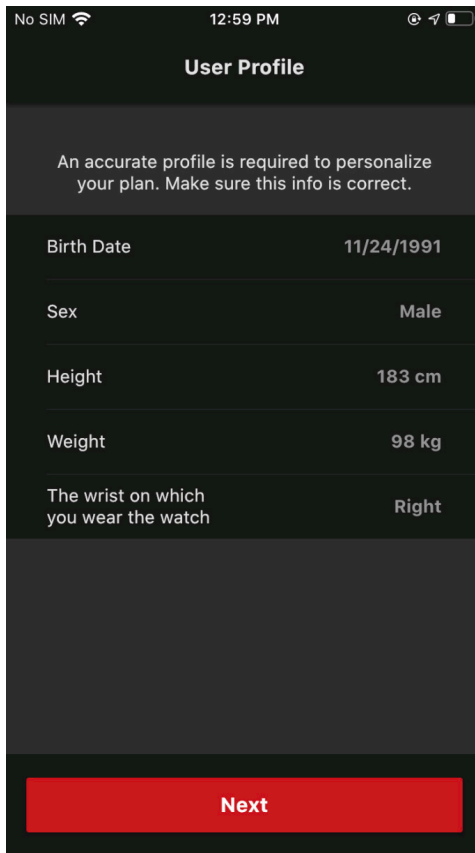 No SIM 12:59 PM
User Profile
An accurate profile is required to personalize
your plan. Make sure this info is correct.
Birth Date 11/24/1991
Sex Male
Height 183 cm
Weight 98 kg
The wrist on which
you wear the watch Right
Next